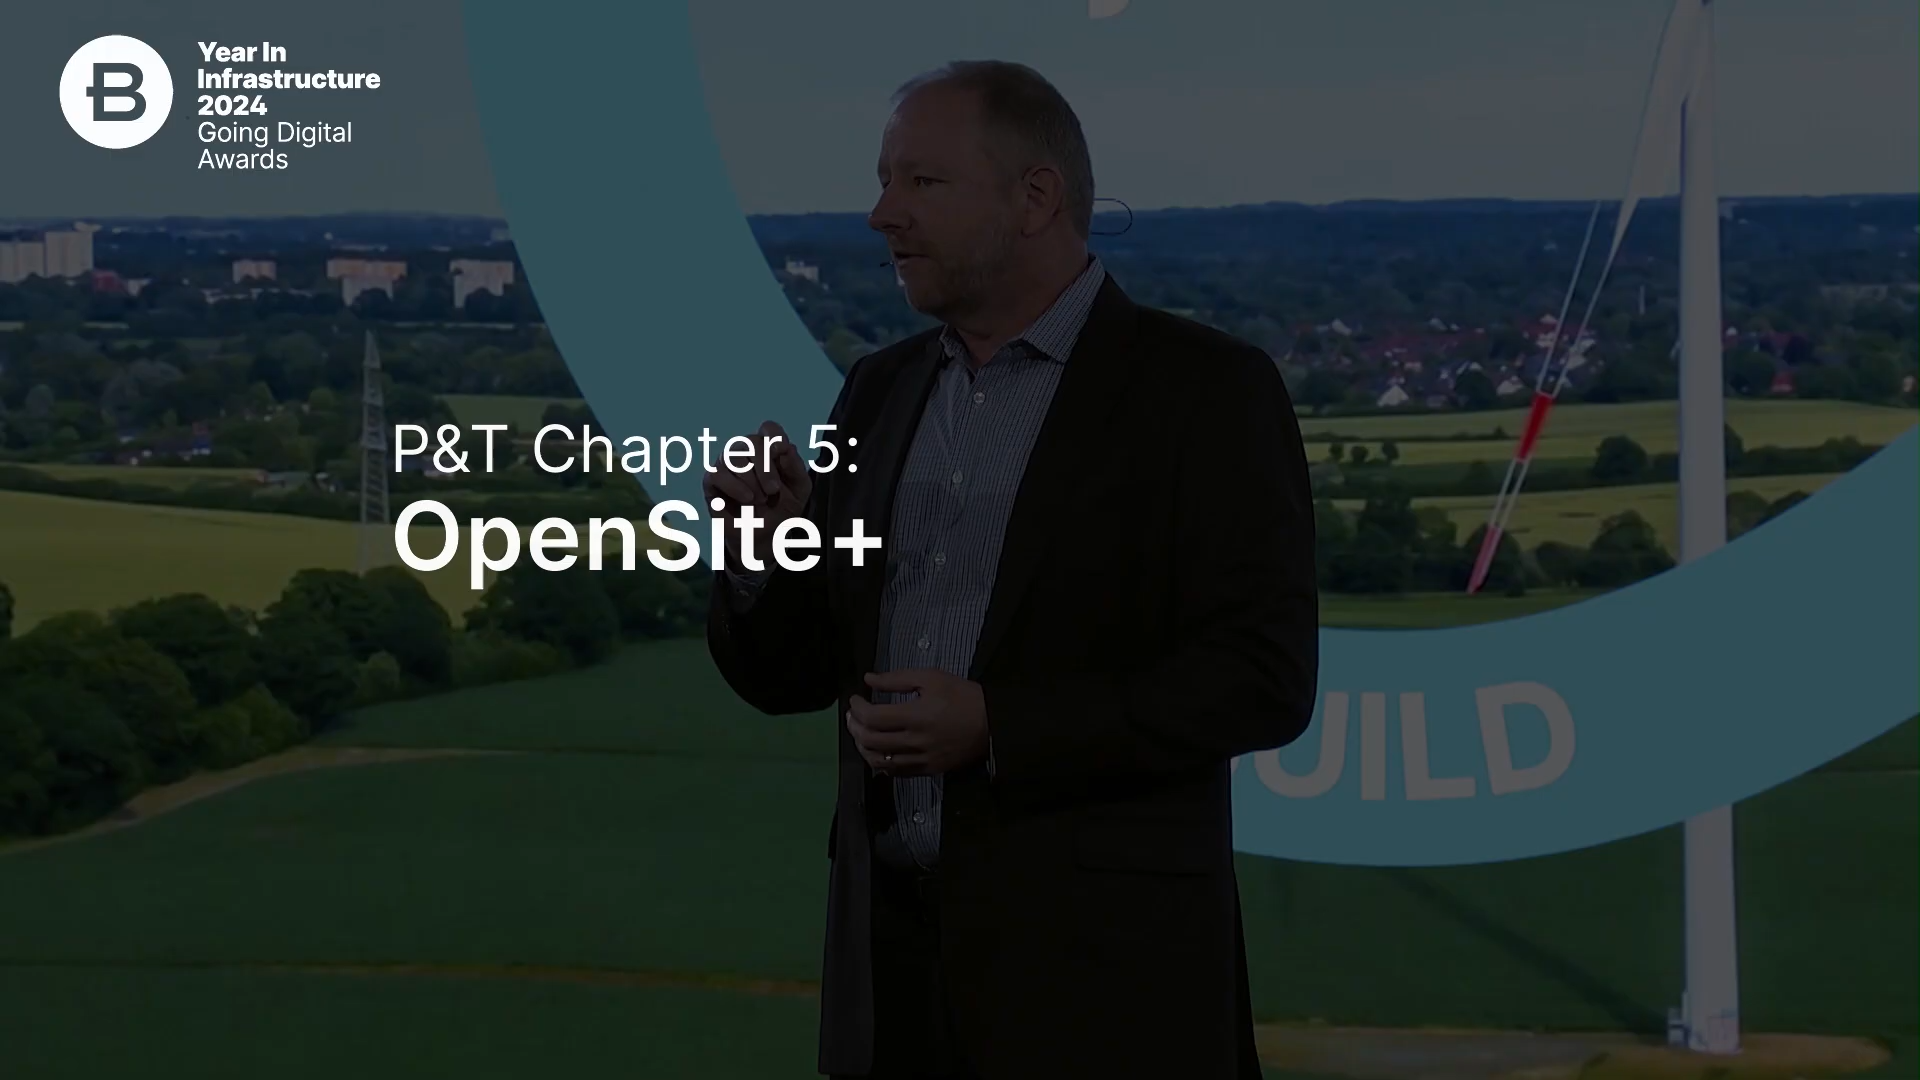 Year In
Infrastructure
2024
Going Digital
Awards
P&T Chapter 5:
OpenSite+
UILD